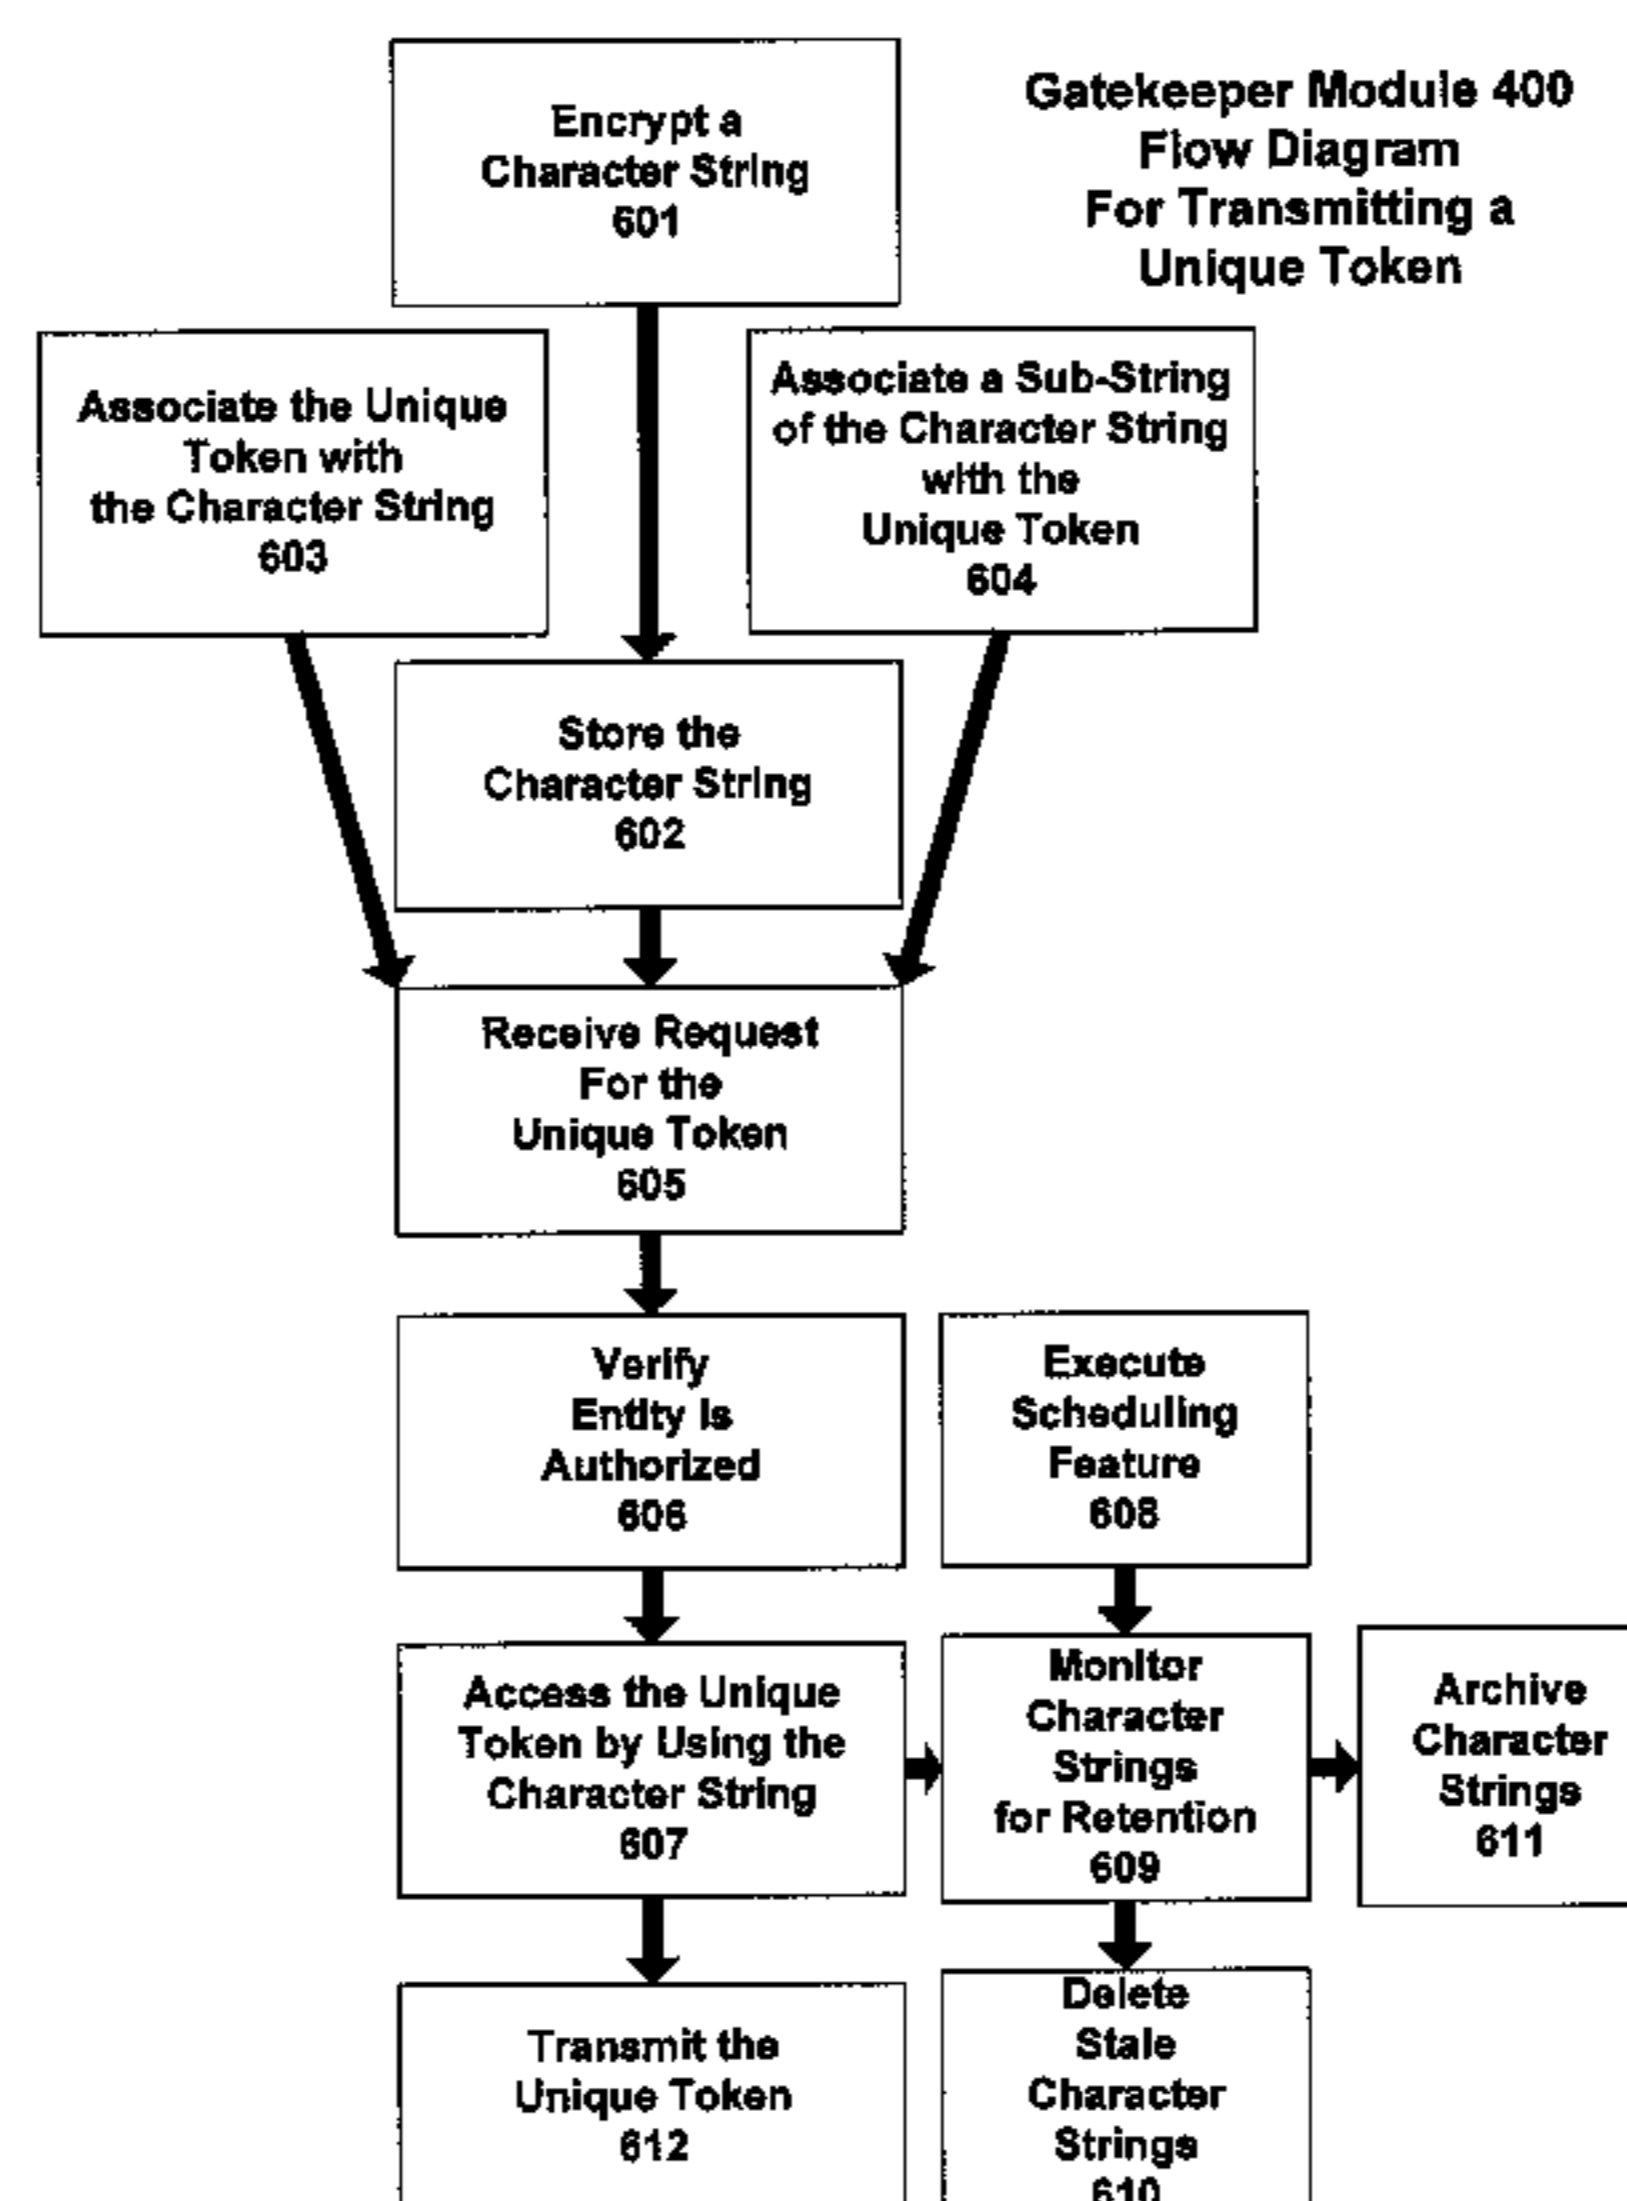 Encrypt a
Character String
601
Gatekeeper Module 400
Flow Diagram
For Transmitting a
Unique Token
Associate the Unique
Token with
the Character String
603
Associate a Sub-String
of the Character String
with the
Unique Token
604
Store the
Character String
602
Receive Request
For the
Unique Token
605
Verify
Entity is
Authorized
606
Execute
Scheduling
Feature
608
Access the Unique
Token by Using the
Character String
607
Monitor
Character
Strings
for Retention
609
Archive
Character
Strings
611
Transmit the
Unique Token
612
Delete
Stale
Character
Strings
610